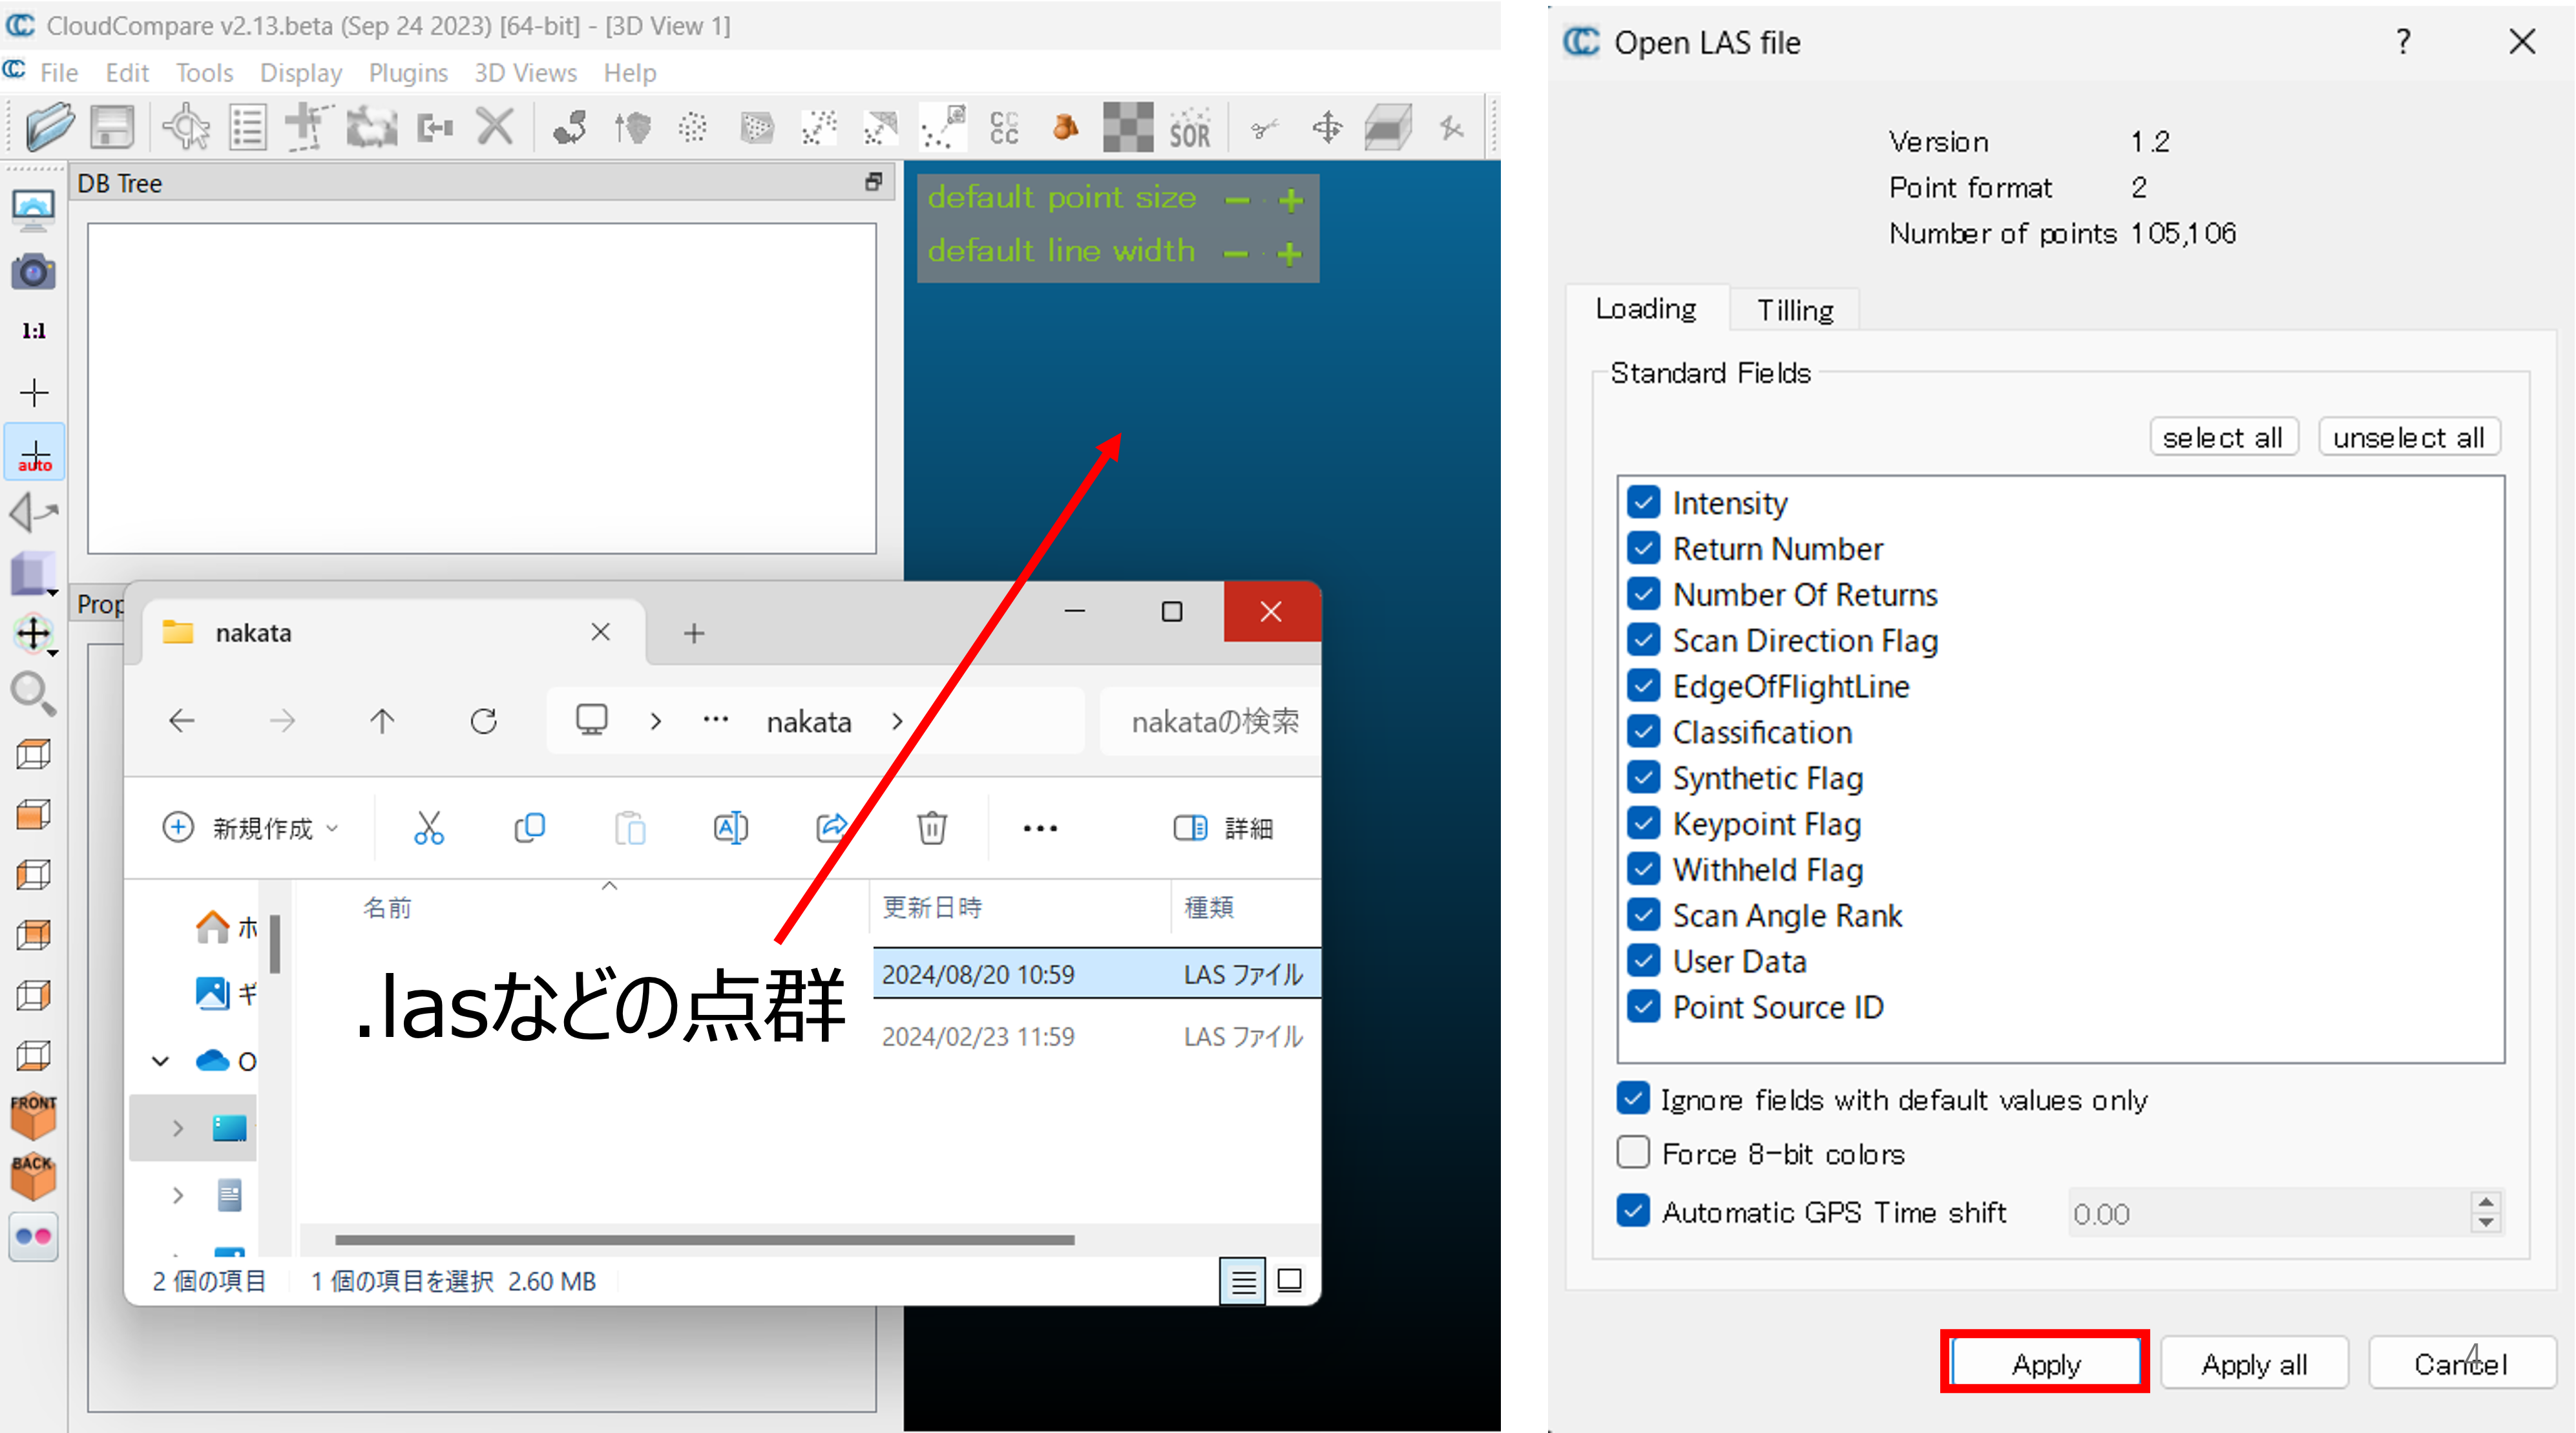 CloudCompare v2.13.beta (Sep 24 2023) [64-bit] - [3D View 1]
File Edit Tools Display Plugins 3D Views Help
CC
CC
SOR
DB Tree
default point size
default line width
1:1
auto
FRONT
BACK
nakata
nakata
nakataの検索
新規作成
詳細
名前 更新日時 種類
ホ
ギ
O
2024/08/20 10:59 LAS ファイル
2024/02/23 11:59 LAS ファイル
.lasなどの点群
2 個の項目 1 個の項目を選択 2.60 MB
Open LAS file
Version 1.2
Point format 2
Number of points 105,106
Loading Tilling
Standard Fields
select all unselect all
Intensity
Return Number
Number Of Returns
Scan Direction Flag
EdgeOfFlightLine
Classification
Synthetic Flag
Keypoint Flag
Withheld Flag
Scan Angle Rank
User Data
Point Source ID
Ignore fields with default values only
Force 8-bit colors
Automatic GPS Time shift 0.00
Apply Apply all Cancel
4